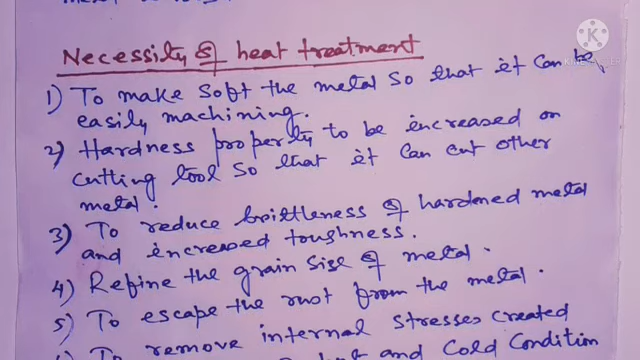 Necessity of heat treatment
1) To make soft the metal so that it can be
easily machining.
2) Hardness property to be increased on
cutting tool so that it can cut other
metal.
3) To reduce brittleness of hardened metal
and increased toughness.
4) Refine the grain size of metal.
5) To escape the rust from the metal.
To remove internal stresses created
and cold condition